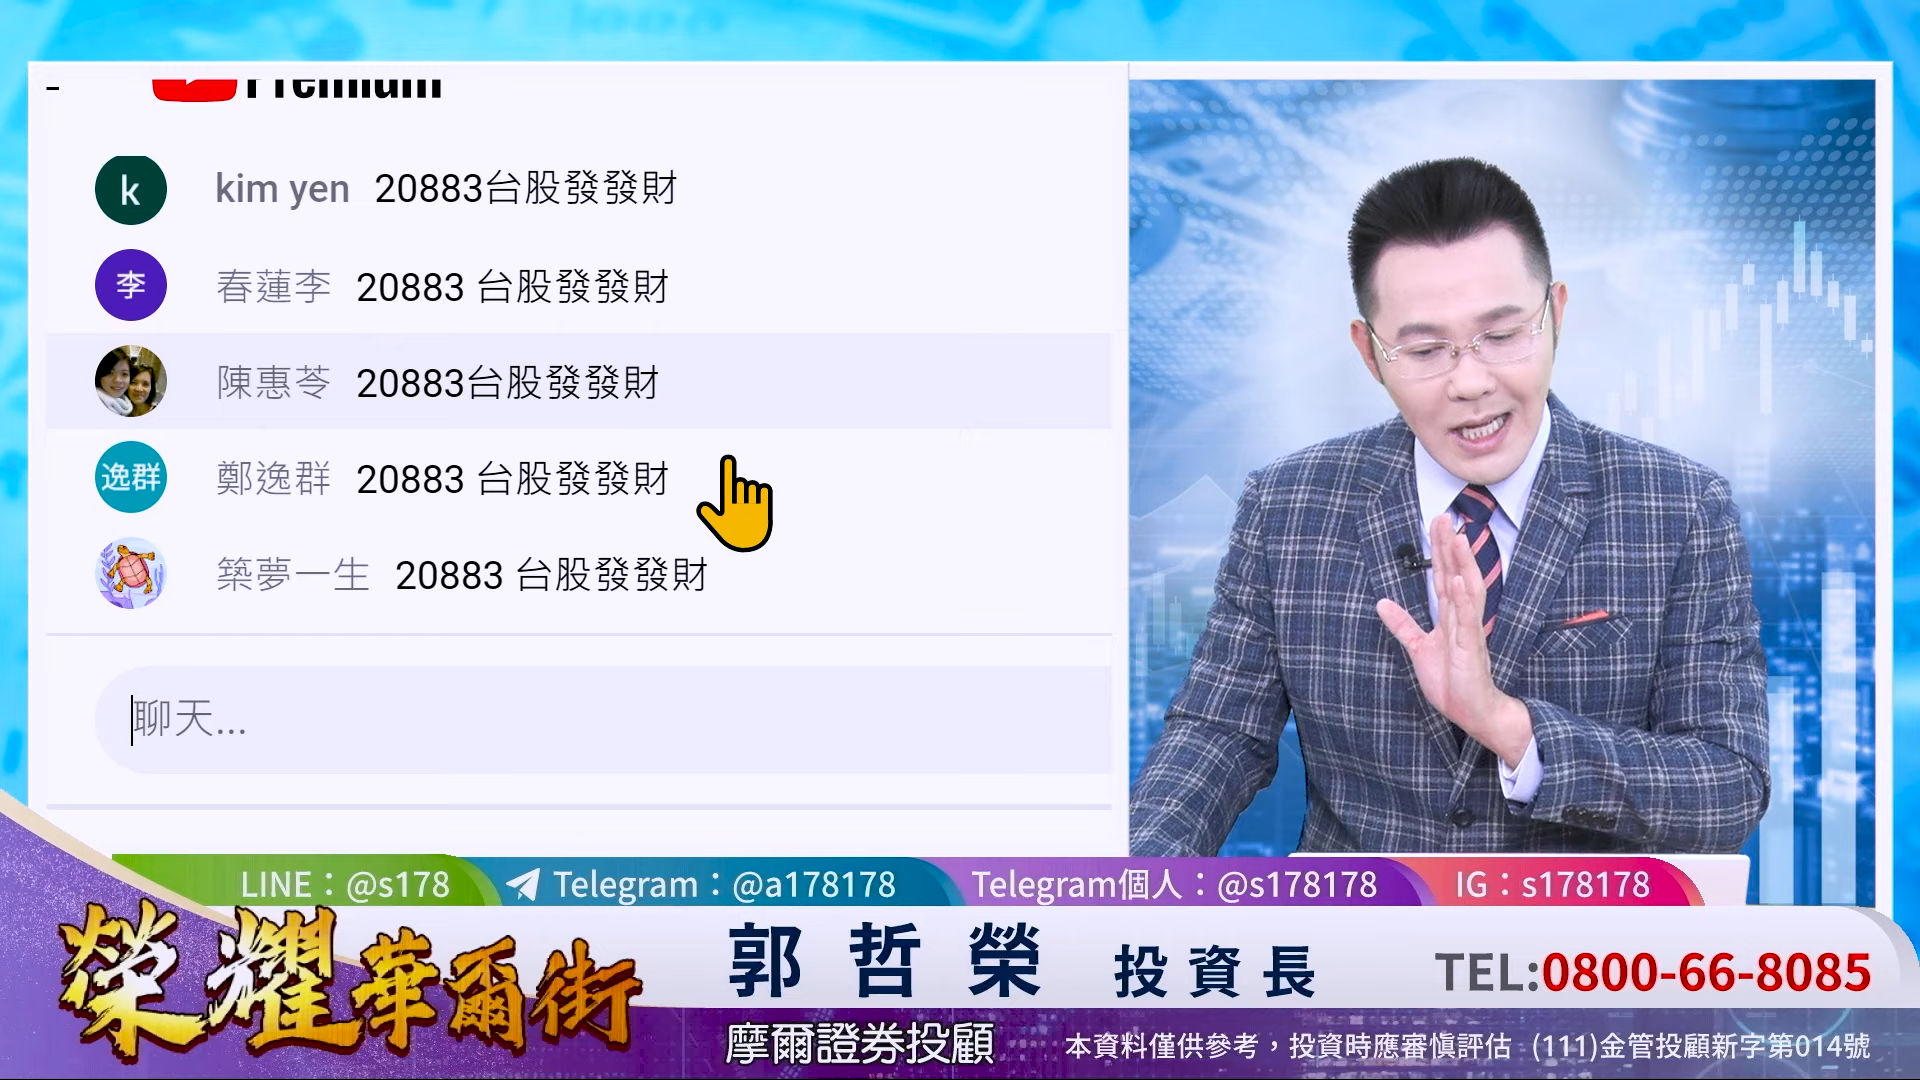 Premium
k kim yen 20883台股發發財
李 春蓮李 20883 台股發發財
陳惠苓 20883台股發發財
逸群 鄭逸群 20883 台股發發財
築夢一生 20883 台股發發財
聊天...
LINE：@s178 Telegram：@a178178 Telegram個人：@s178178 IG：s178178
榮耀華爾街
郭哲榮 投資長 TEL:0800-66-8085
摩爾證券投顧 本資料僅供參考，投資時應審慎評估 (111)金管投顧新字第014號